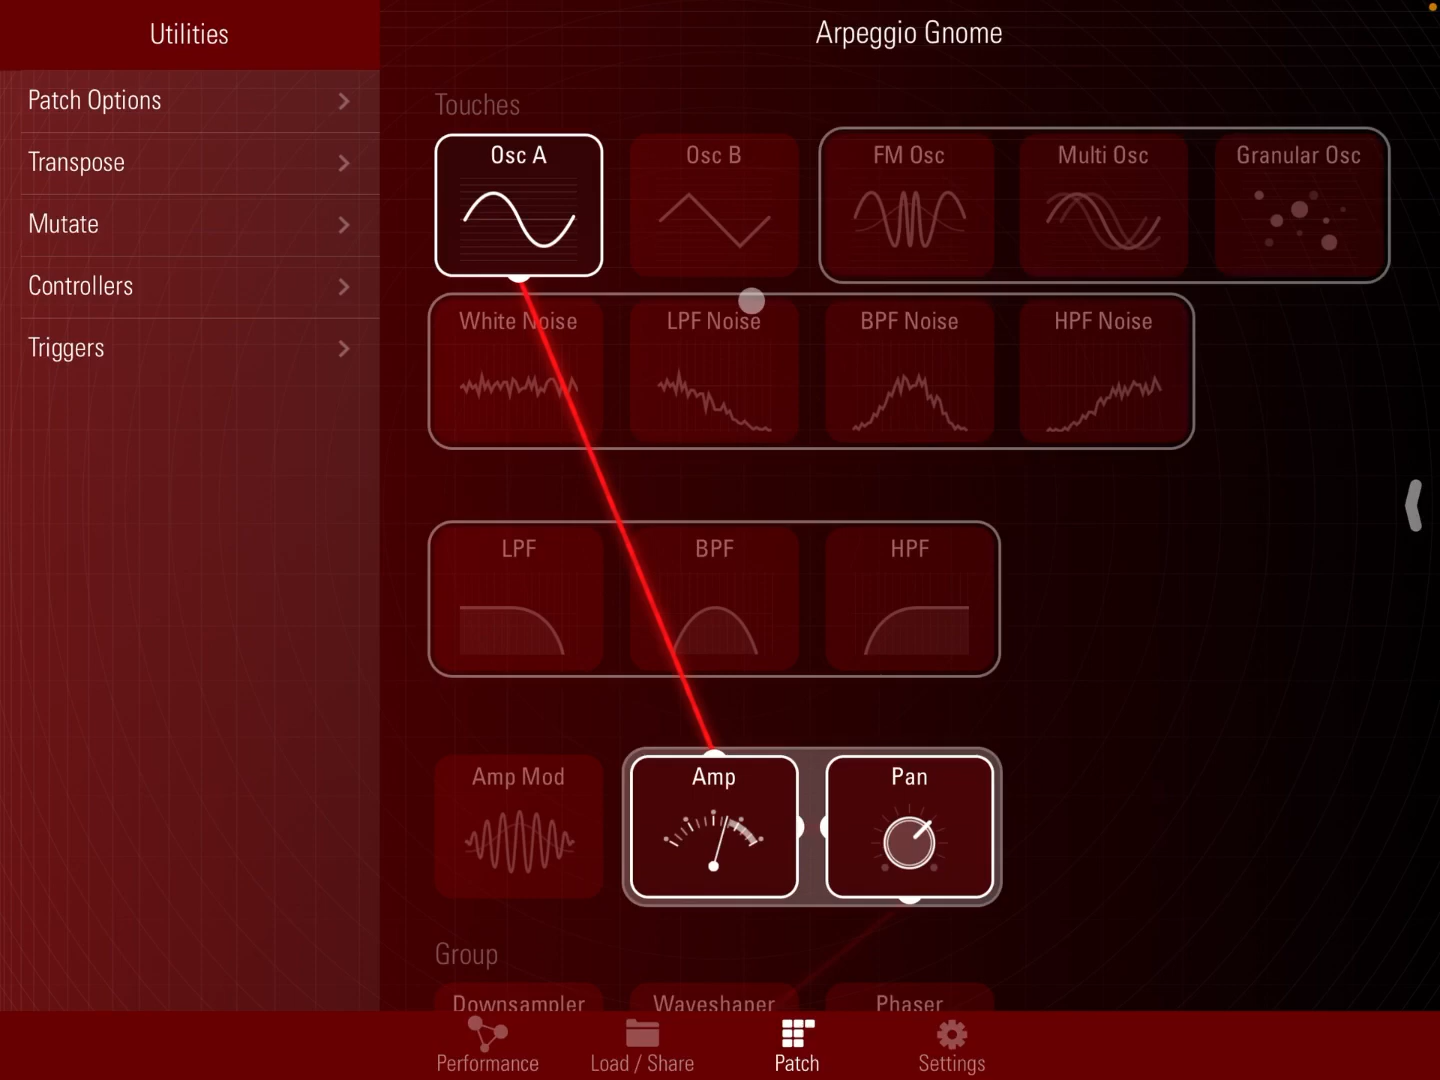 Utilities
Arpeggio Gnome
Patch Options
Transpose
Mutate
Controllers
Triggers
Touches
Osc A
Osc B
FM Osc
Multi Osc
Granular Osc
White Noise
LPF Noise
BPF Noise
HPF Noise
LPF
BPF
HPF
Amp Mod
Amp
Pan
Group
Downsampler
Waveshaper
Phaser
Performance
Load / Share
Patch
Settings